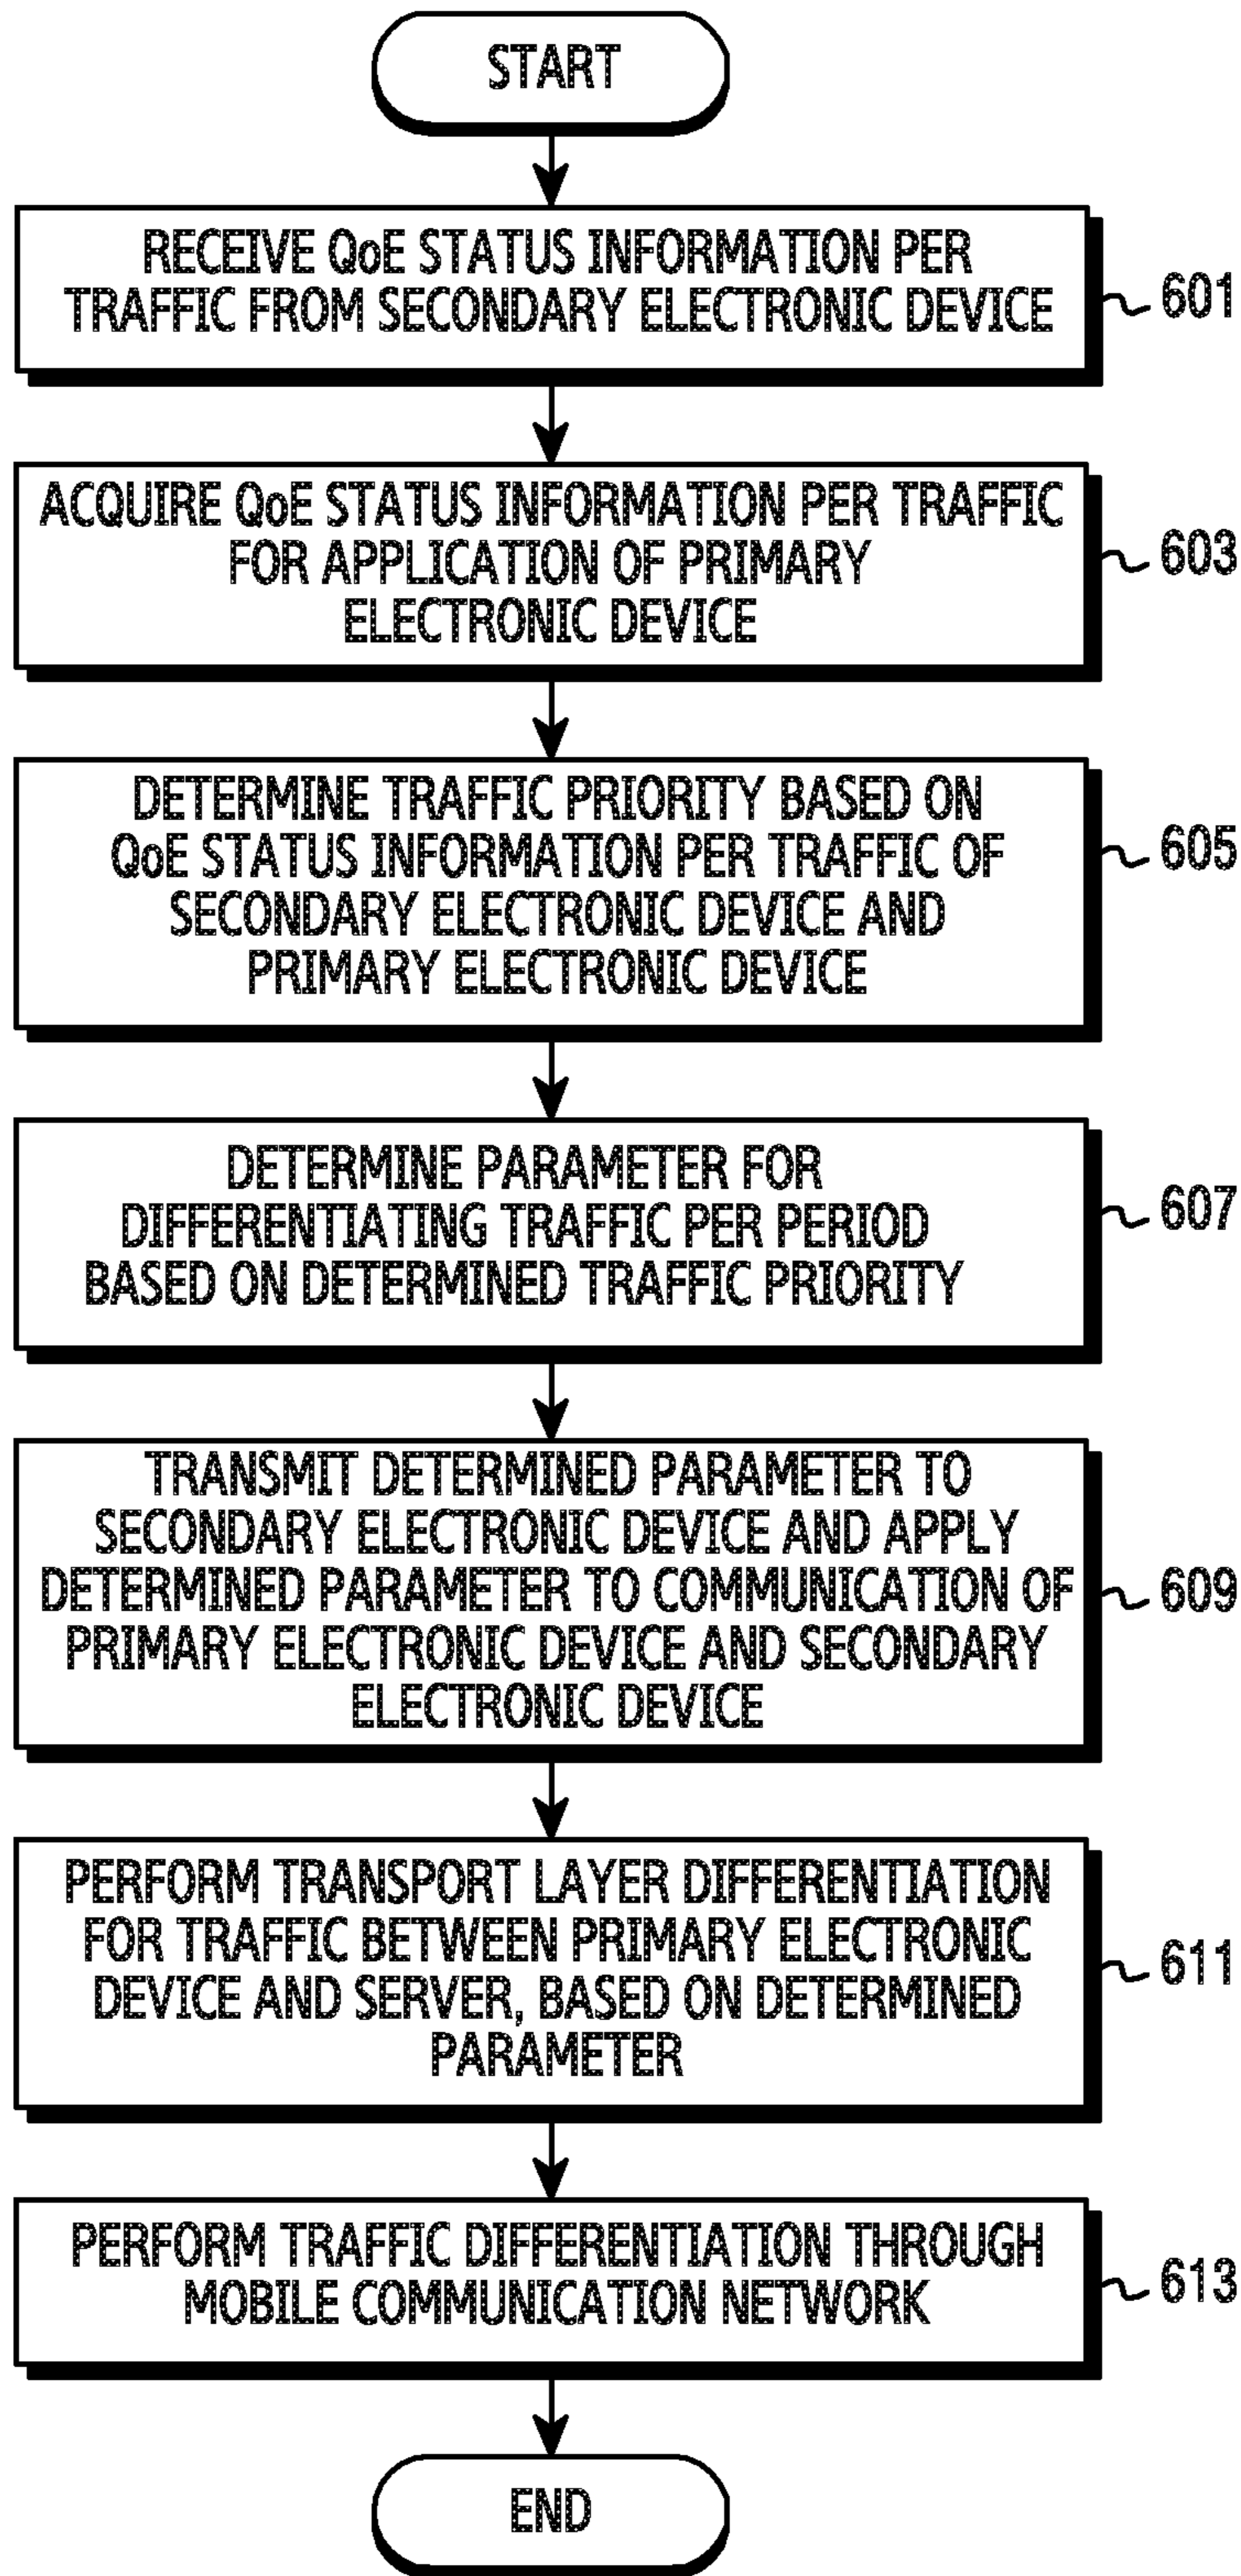 START
RECEIVE QoE STATUS INFORMATION PER
TRAFFIC FROM SECONDARY ELECTRONIC DEVICE
601
ACQUIRE QoE STATUS INFORMATION PER TRAFFIC
FOR APPLICATION OF PRIMARY
ELECTRONIC DEVICE
603
DETERMINE TRAFFIC PRIORITY BASED ON
QoE STATUS INFORMATION PER TRAFFIC OF
SECONDARY ELECTRONIC DEVICE AND
PRIMARY ELECTRONIC DEVICE
605
DETERMINE PARAMETER FOR
DIFFERENTIATING TRAFFIC PER PERIOD
BASED ON DETERMINED TRAFFIC PRIORITY
607
TRANSMIT DETERMINED PARAMETER TO
SECONDARY ELECTRONIC DEVICE AND APPLY
DETERMINED PARAMETER TO COMMUNICATION OF
PRIMARY ELECTRONIC DEVICE AND SECONDARY
ELECTRONIC DEVICE
609
PERFORM TRANSPORT LAYER DIFFERENTIATION
FOR TRAFFIC BETWEEN PRIMARY ELECTRONIC
DEVICE AND SERVER, BASED ON DETERMINED
PARAMETER
611
PERFORM TRAFFIC DIFFERENTIATION THROUGH
MOBILE COMMUNICATION NETWORK
613
END